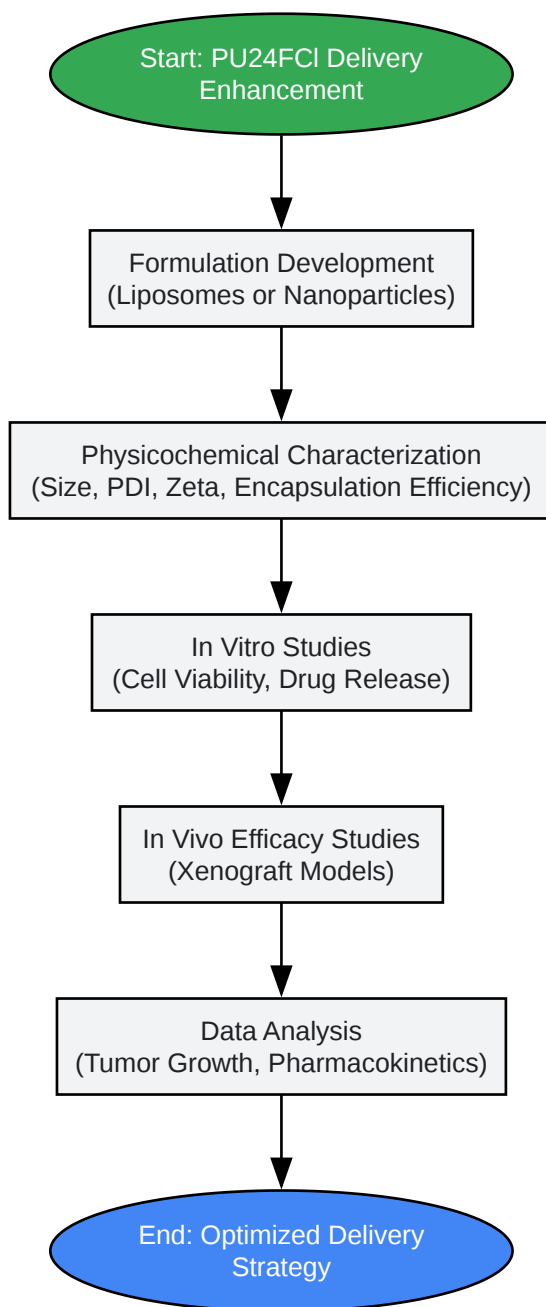 Start: PU24FCl Delivery
Enhancement
Formulation Development
(Liposomes or Nanoparticles)
Physicochemical Characterization
(Size, PDI, Zeta, Encapsulation Efficiency)
In Vitro Studies
(Cell Viability, Drug Release)
In Vivo Efficacy Studies
(Xenograft Models)
Data Analysis
(Tumor Growth, Pharmacokinetics)
End: Optimized Delivery
Strategy